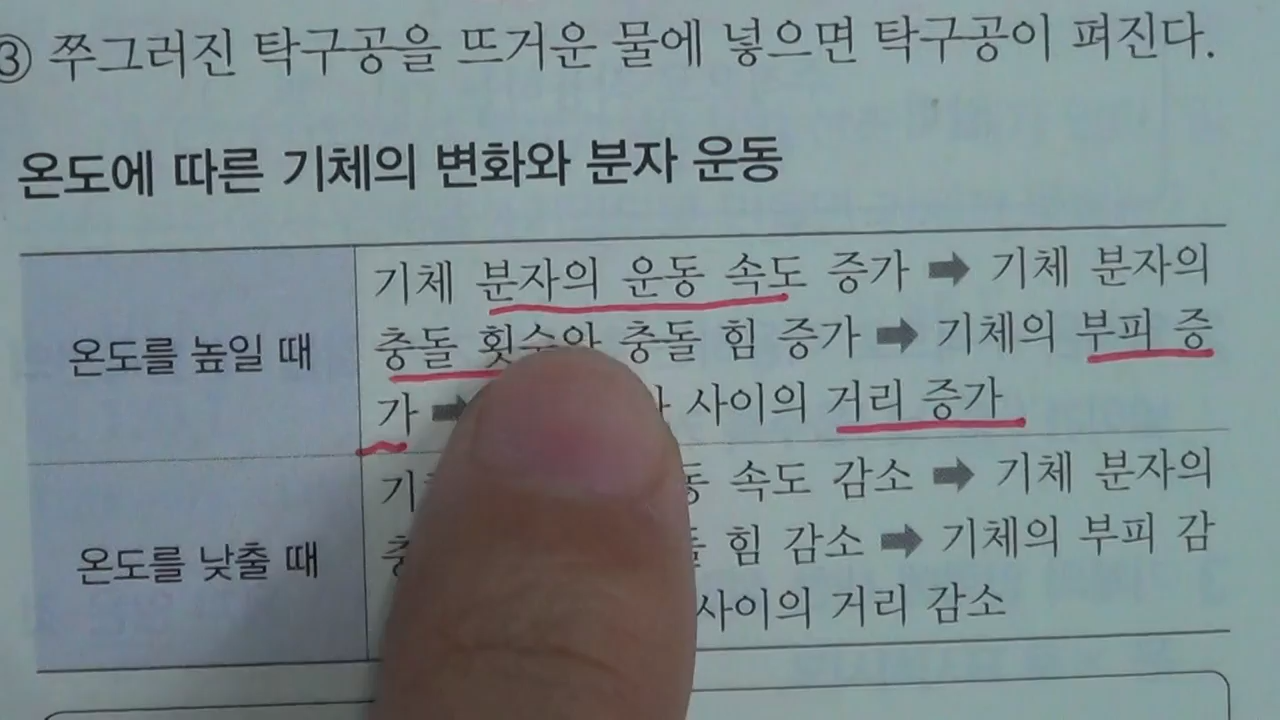 ③ 쭈그러진 탁구공을 뜨거운 물에 넣으면 탁구공이 펴진다.
온도에 따른 기체의 변화와 분자 운동
온도를 높일 때
기체 분자의 운동 속도 증가 ➡ 기체 분자의
충돌 횟수와 충돌 힘 증가 ➡ 기체의 부피 증
가 ➡ 사이의 거리 증가
온도를 낮출 때
속도 감소 ➡ 기체 분자의
힘 감소 ➡ 기체의 부피 감
사이의 거리 감소